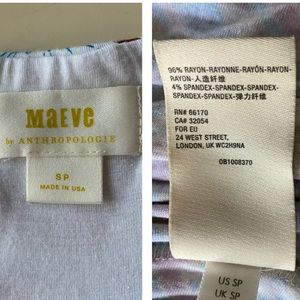 MAEVE
by ANTHROPOLOGIE
SP
MADE IN USA
96% RAYON-RAYONNE-RAYÓN-RAYON-
RAYON-人造纤维
4% SPANDEX-SPANDEX-SPANDEX-
SPANDEX-SPANDEX-弹力纤维
RN# 66170
CA# 32054
FOR EU
24 WEST STREET,
LONDON, UK WC2H9NA
0B1008370
US SP
UK SP